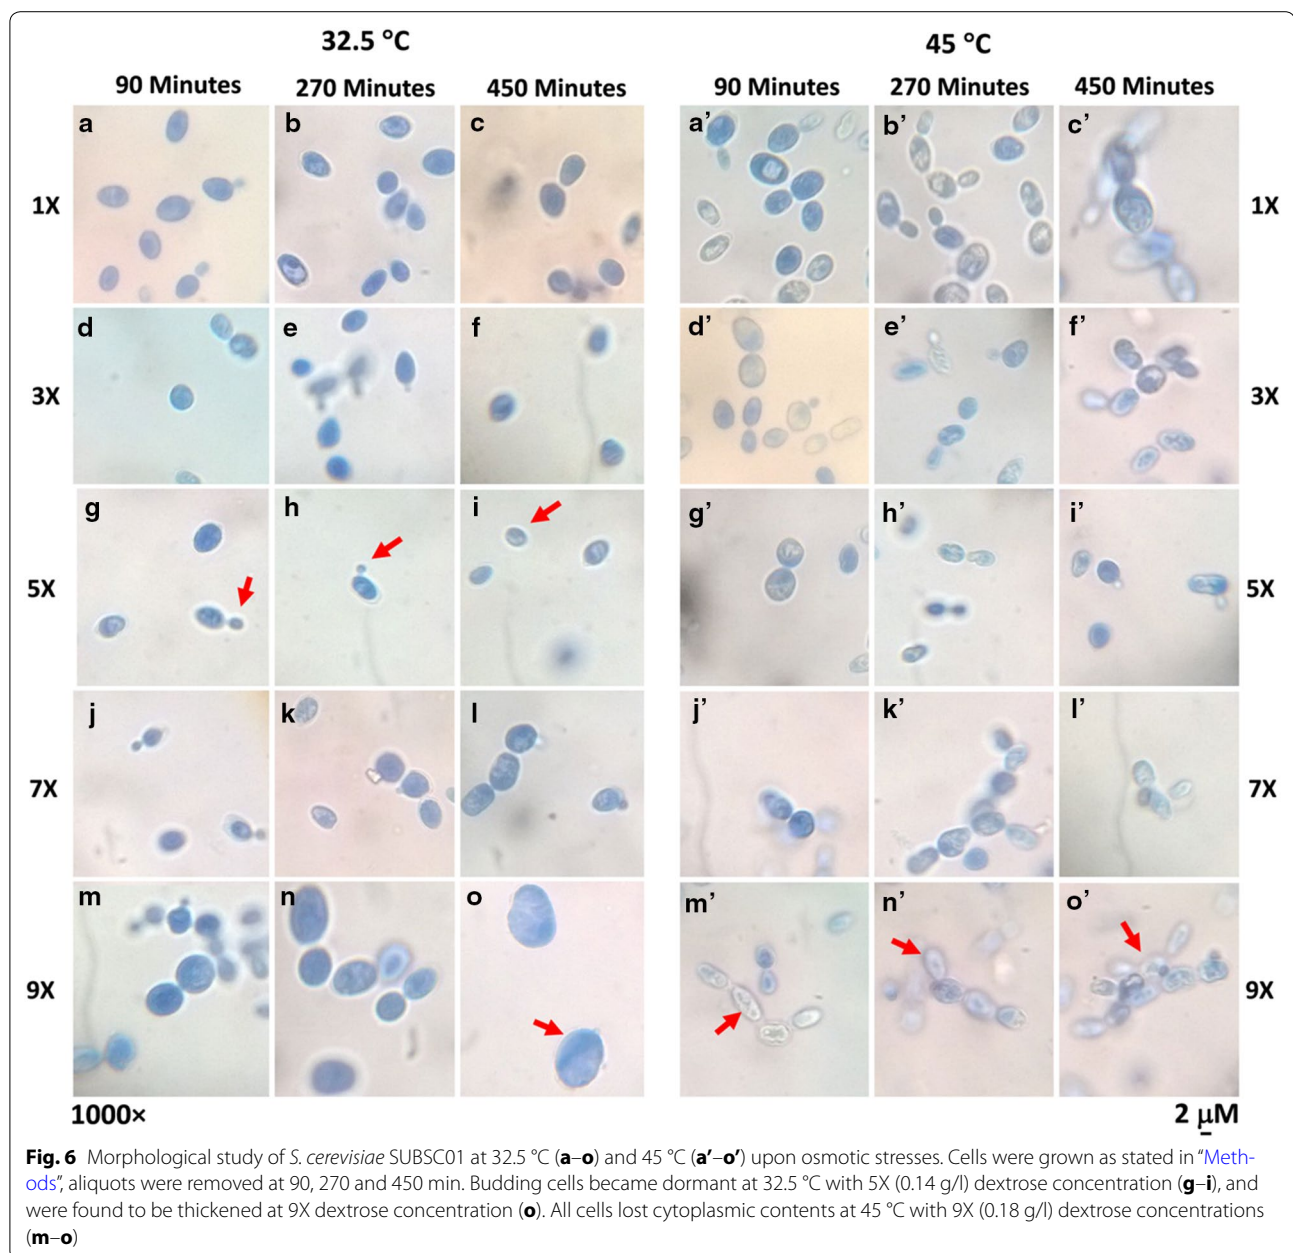 32.5 °C 45 °C
90 Minutes 270 Minutes 450 Minutes 90 Minutes 270 Minutes 450 Minutes
1X a b c a’ b’ c’ 1X
3X d e f d’ e’ f’ 3X
5X g h i g’ h’ i’ 5X
7X j k l j’ k’ l’ 7X
9X m n o m’ n’ o’ 9X
1000× 2 µM
Fig. 6 Morphological study of S. cerevisiae SUBSC01 at 32.5 °C (a–o) and 45 °C (a’–o’) upon osmotic stresses. Cells were grown as stated in “Meth-
ods”, aliquots were removed at 90, 270 and 450 min. Budding cells became dormant at 32.5 °C with 5X (0.14 g/l) dextrose concentration (g–i), and
were found to be thickened at 9X dextrose concentration (o). All cells lost cytoplasmic contents at 45 °C with 9X (0.18 g/l) dextrose concentrations
(m–o)